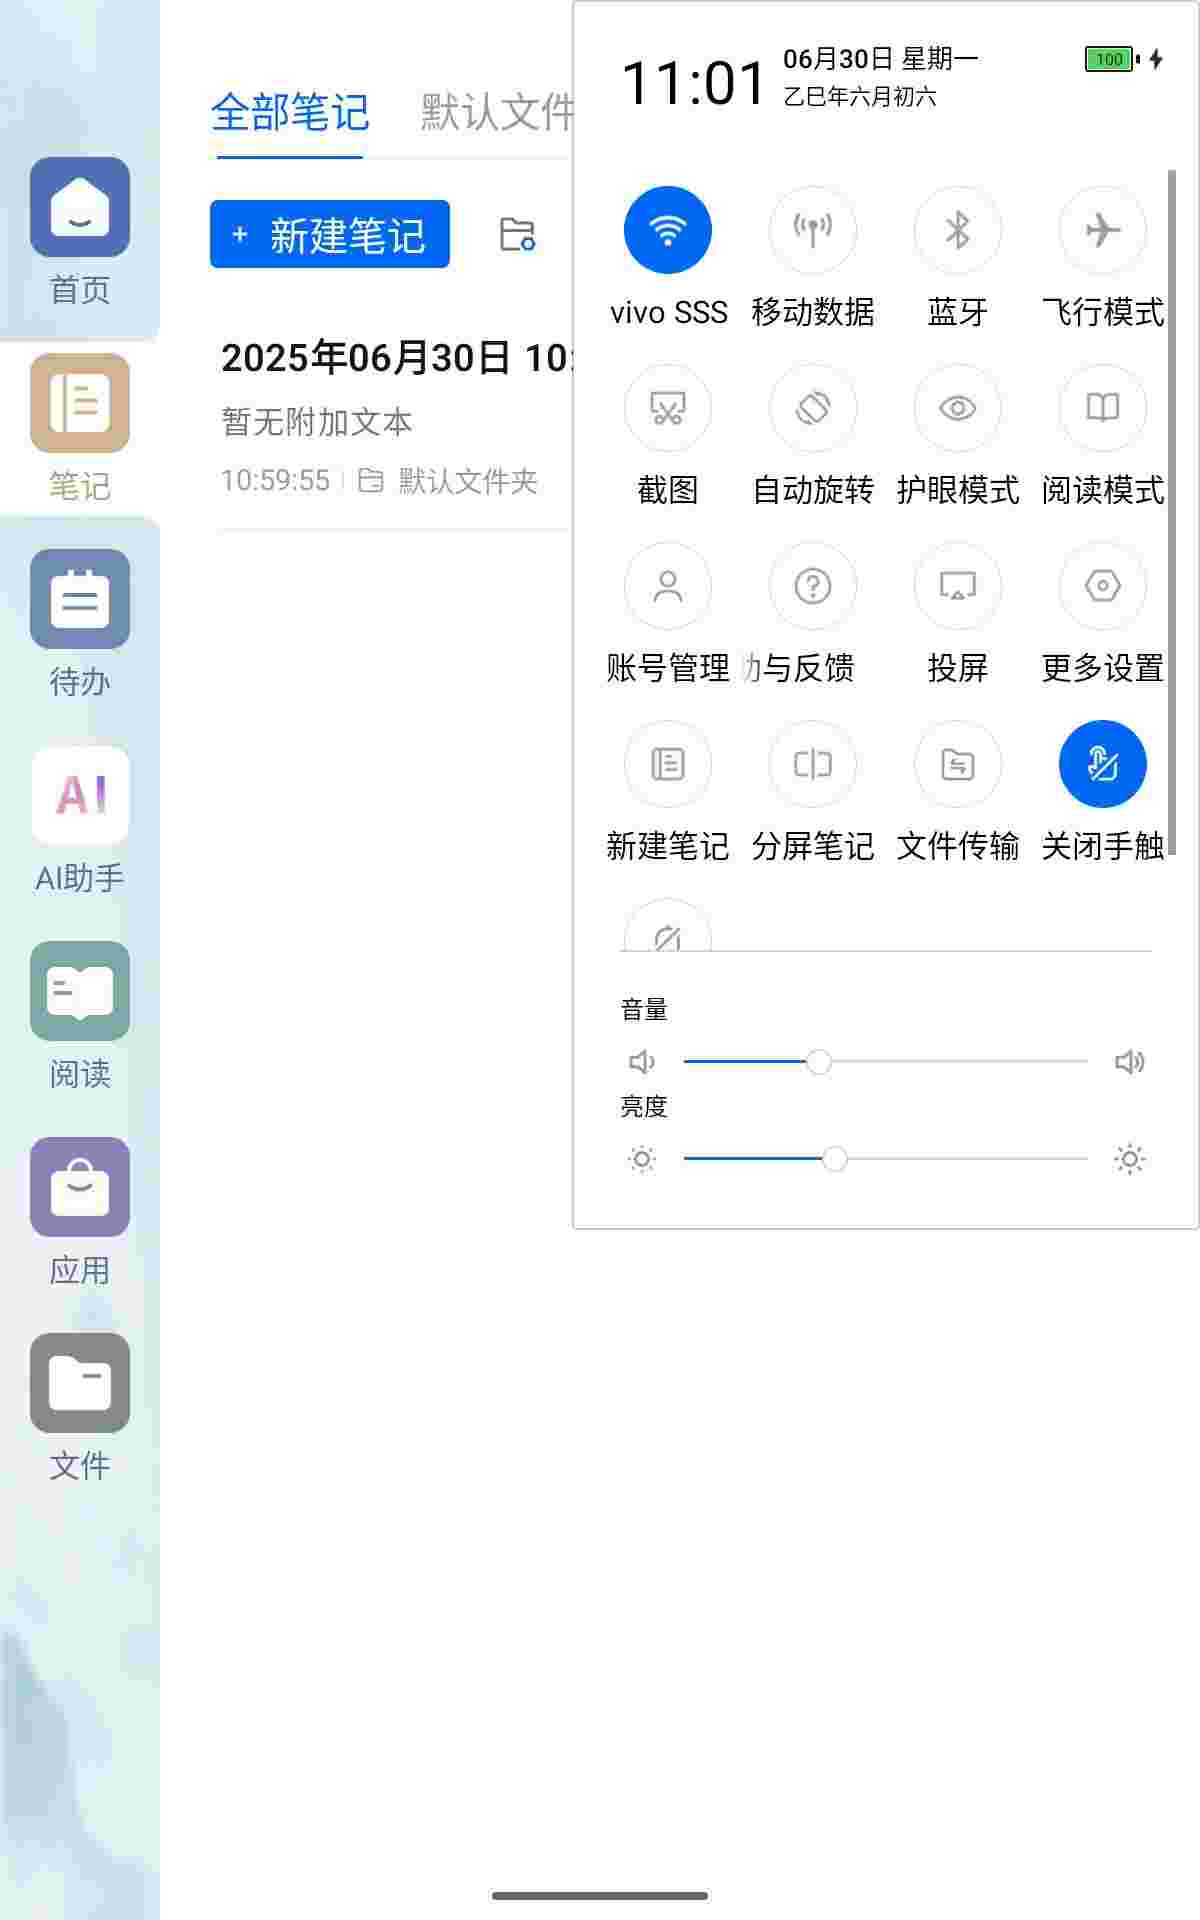 11:01
06月30日 星期一
乙巳年六月初六
100
首页
笔记
待办
AI
AI助手
阅读
应用
文件
全部笔记 默认文件
+ 新建笔记
2025年06月30日 10:
暂无附加文本
10:59:55 默认文件夹
vivo SSS 移动数据 蓝牙 飞行模式
截图 自动旋转 护眼模式 阅读模式
账号管理 与反馈 投屏 更多设置
新建笔记 分屏笔记 文件传输 关闭手触
音量
亮度